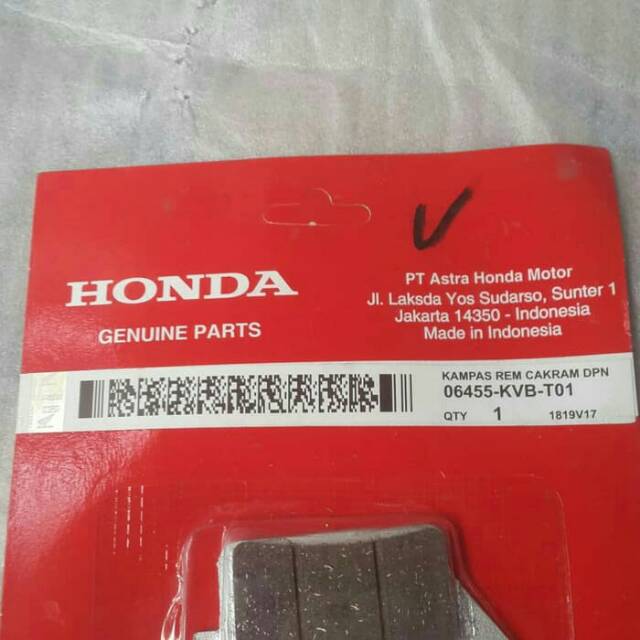 HONDA
GENUINE PARTS
PT Astra Honda Motor
Jl. Laksda Yos Sudarso, Sunter 1
Jakarta 14350 - Indonesia
Made in Indonesia
KAMPAS REM CAKRAM DPN
06455-KVB-T01
QTY 1 1819V17